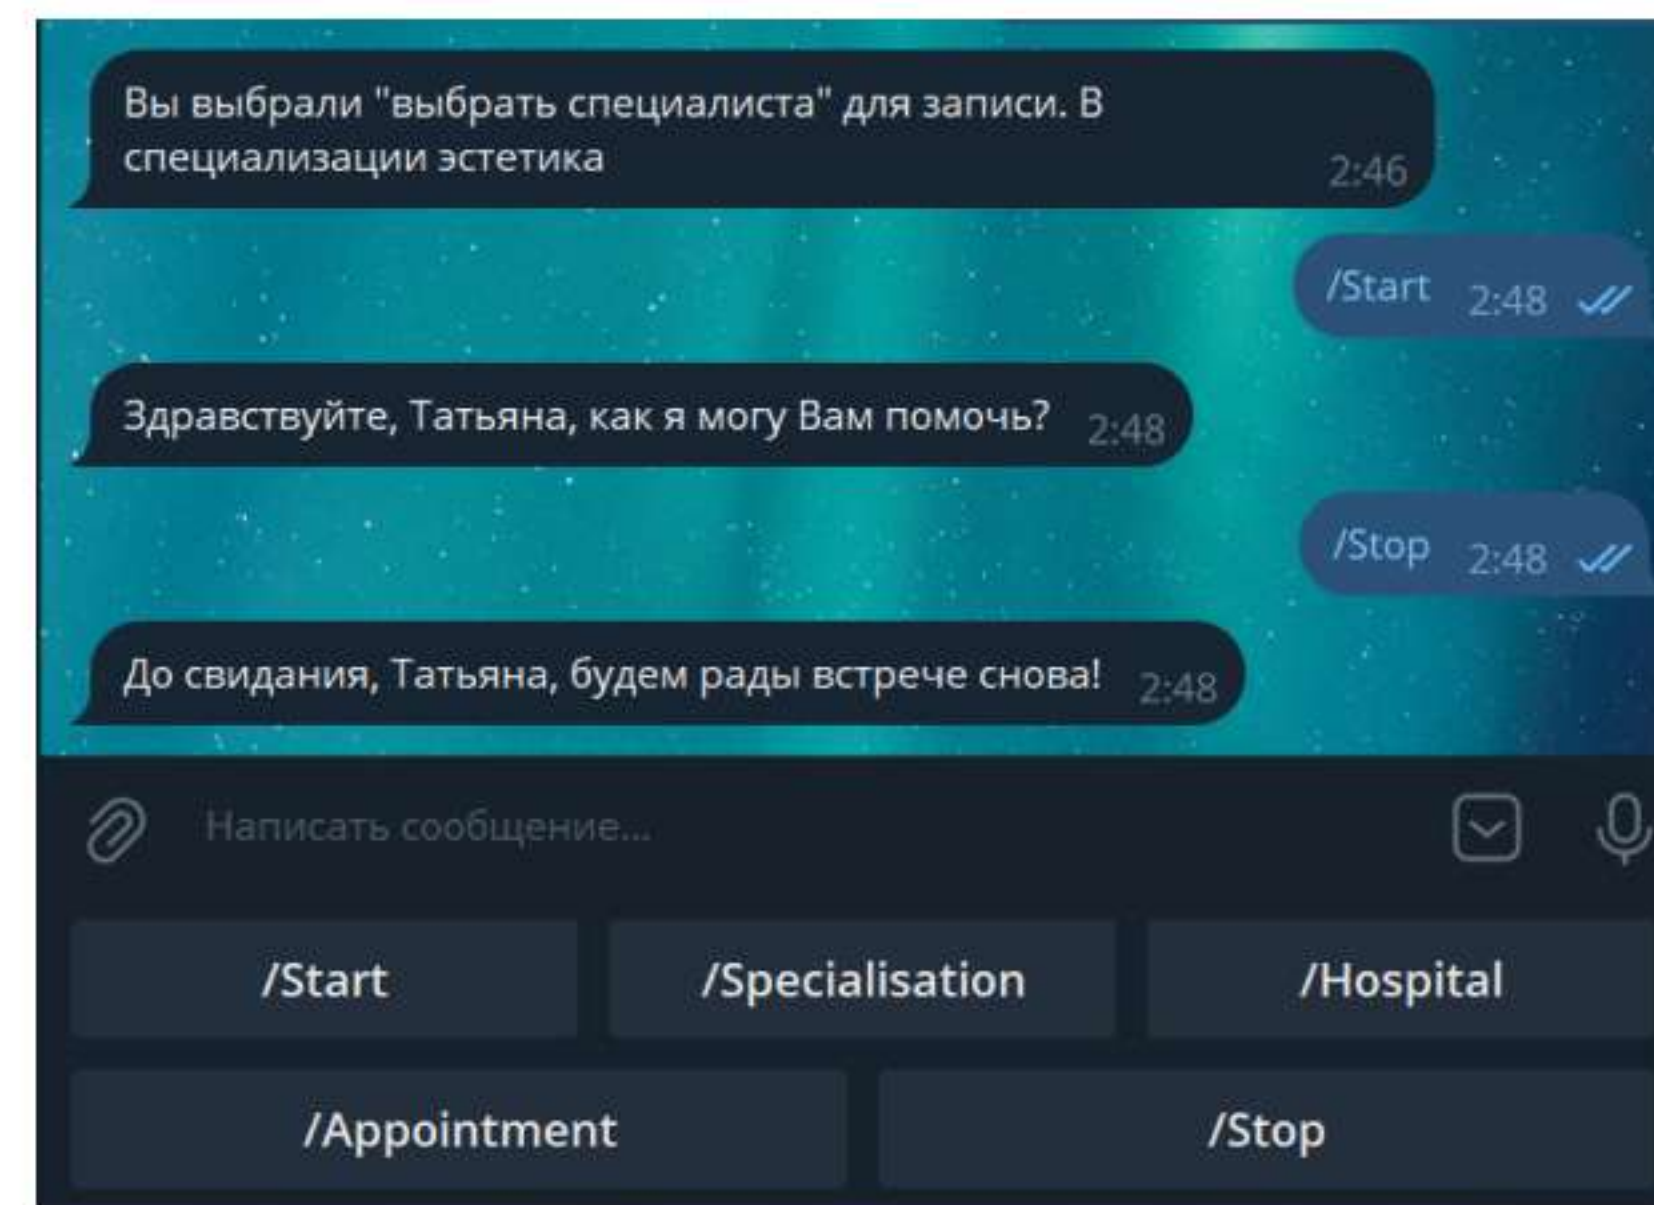 Вы выбрали "выбрать специалиста" для записи. В
специализации эстетика
2:46
/Start 2:48
Здравствуйте, Татьяна, как я могу Вам помочь? 2:48
/Stop 2:48
До свидания, Татьяна, будем рады встрече снова! 2:48
Написать сообщение...
/Start /Specialisation /Hospital
/Appointment /Stop